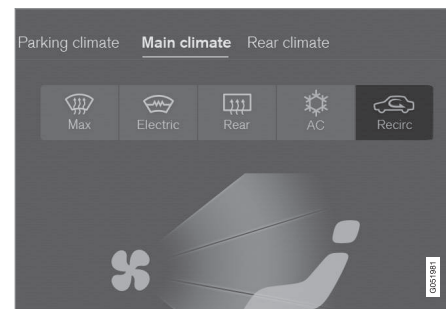 Parking climate Main climate Rear climate
Max Electric Rear AC Recirc
G051981